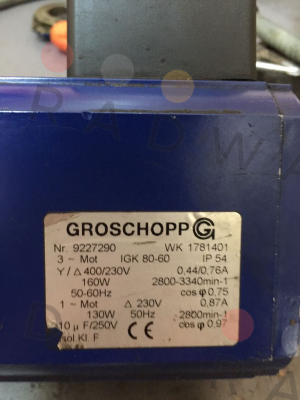 GROSCHOPP G
Nr. 9227290 WK 1781401
3 ~ Mot IGK 80-60 IP 54
Y / Δ 400/230V 0,44/0,76A
160W 2800-3340min-1
50-60Hz cos φ 0.75
1 ~ Mot Δ 230V 0,87A
130W 50Hz 2800min-1
10 µ F/250V CE cos φ 0.97
Kl. F
RADWA